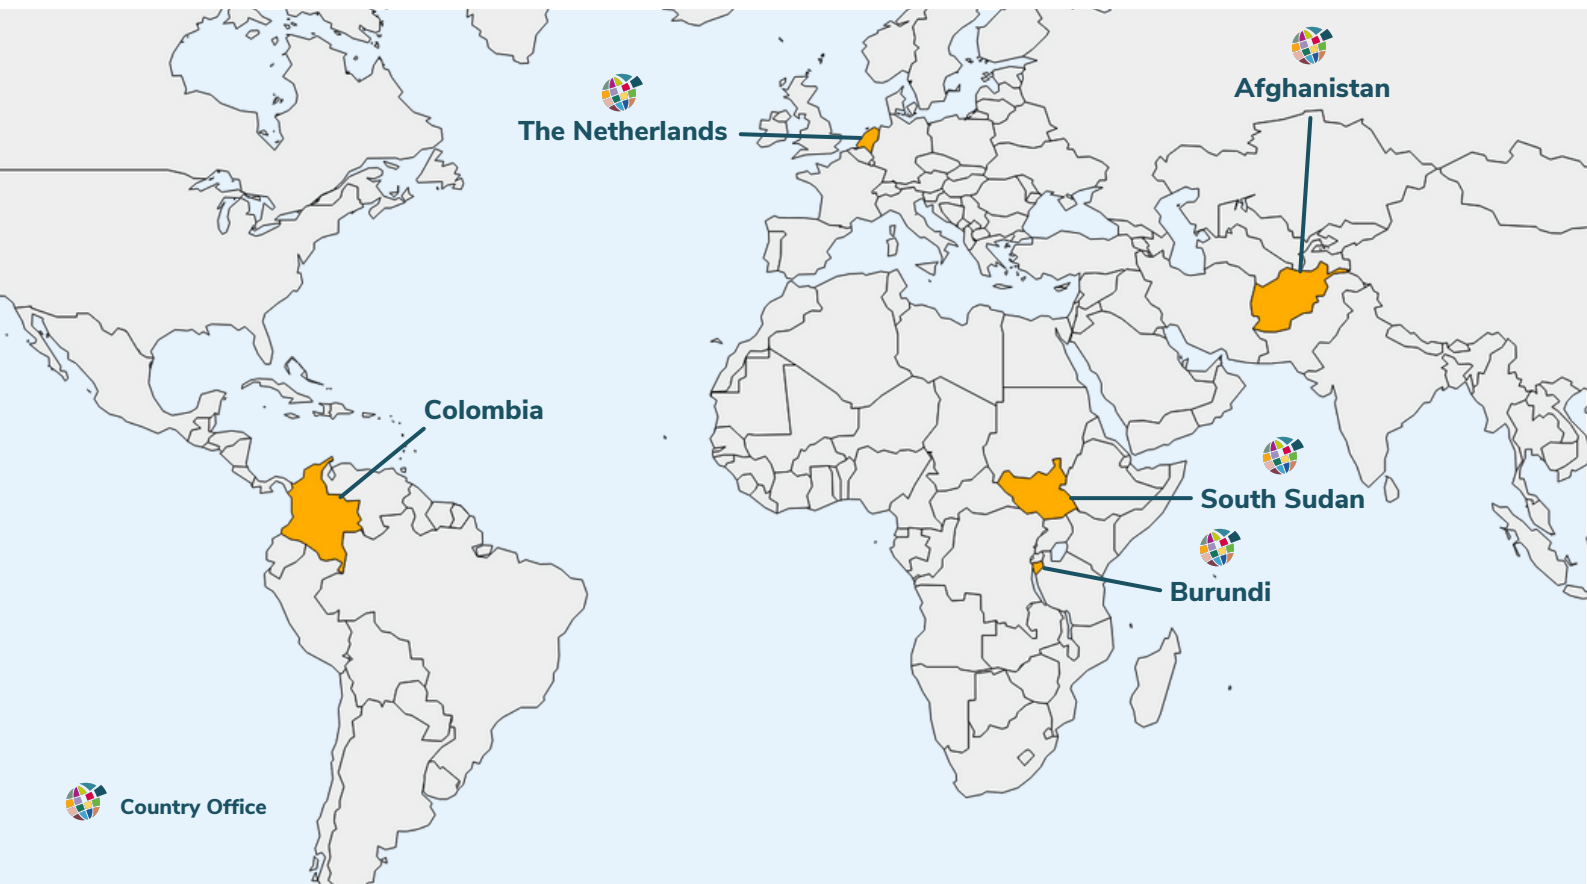 Afghanistan
The Netherlands
Colombia
South Sudan
Burundi
Country Office